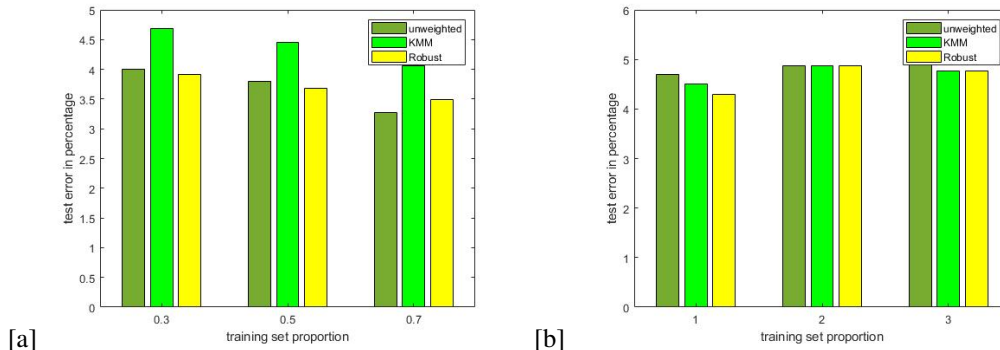 5
4.5
4
3.5
3
2.5
2
1.5
1
0.5
0
test error in percentage
unweighted
KMM
Robust
0.3 0.5 0.7
training set proportion
[a]
6
5
4
3
2
1
0
test error in percentage
unweighted
KMM
Robust
1 2 3
training set proportion
[b]